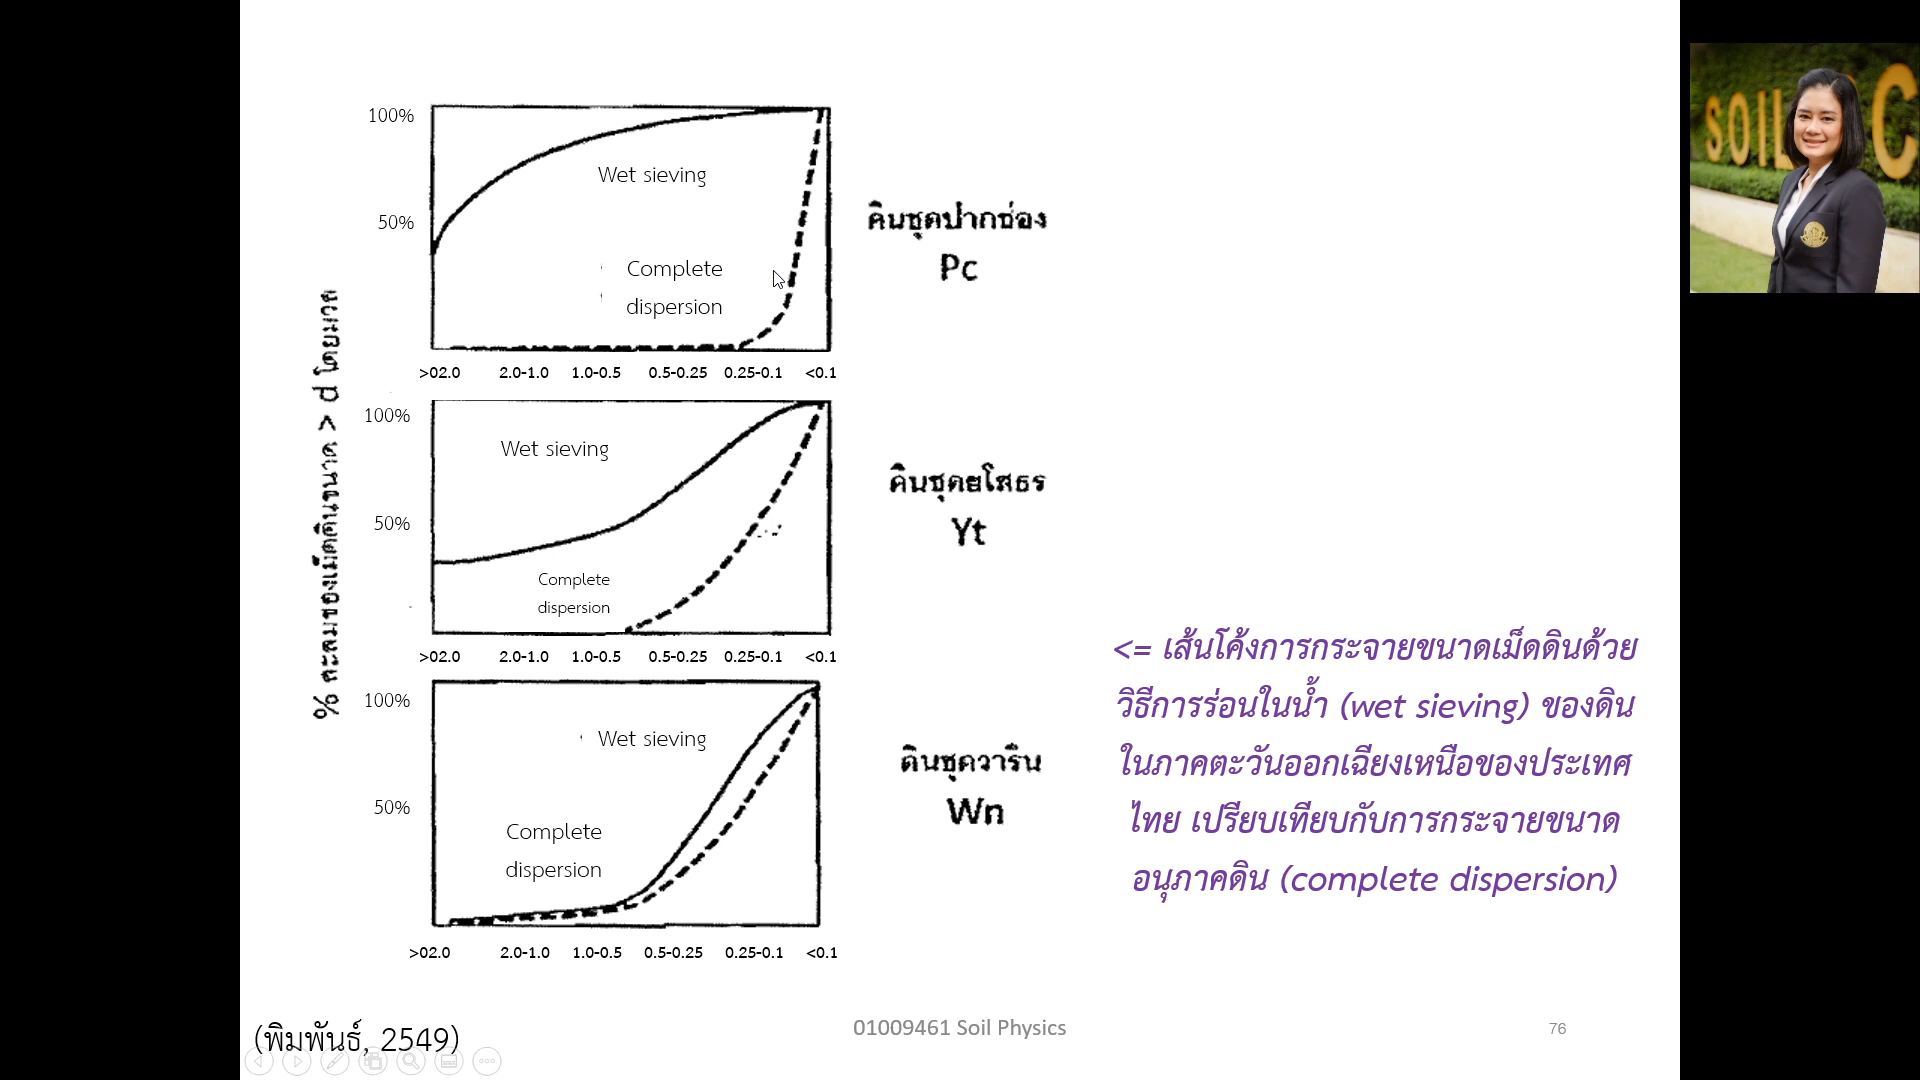 % สะสมของเม็ดดินขนาด > d โดยมวล
100%
50%
Wet sieving
Complete
dispersion
>02.0 2.0-1.0 1.0-0.5 0.5-0.25 0.25-0.1 <0.1
ดินชุดปากช่อง
Pc
100%
50%
Wet sieving
Complete
dispersion
>02.0 2.0-1.0 1.0-0.5 0.5-0.25 0.25-0.1 <0.1
ดินชุดยโสธร
Yt
100%
50%
Wet sieving
Complete
dispersion
>02.0 2.0-1.0 1.0-0.5 0.5-0.25 0.25-0.1 <0.1
ดินชุดวาริน
Wn
<= เส้นโค้งการกระจายขนาดเม็ดดินด้วย
วิธีการร่อนในน้ำ (wet sieving) ของดิน
ในภาคตะวันออกเฉียงเหนือของประเทศ
ไทย เปรียบเทียบกับการกระจายขนาด
อนุภาคดิน (complete dispersion)
(พิมพันธ์, 2549)
01009461 Soil Physics
76
SOIL
C